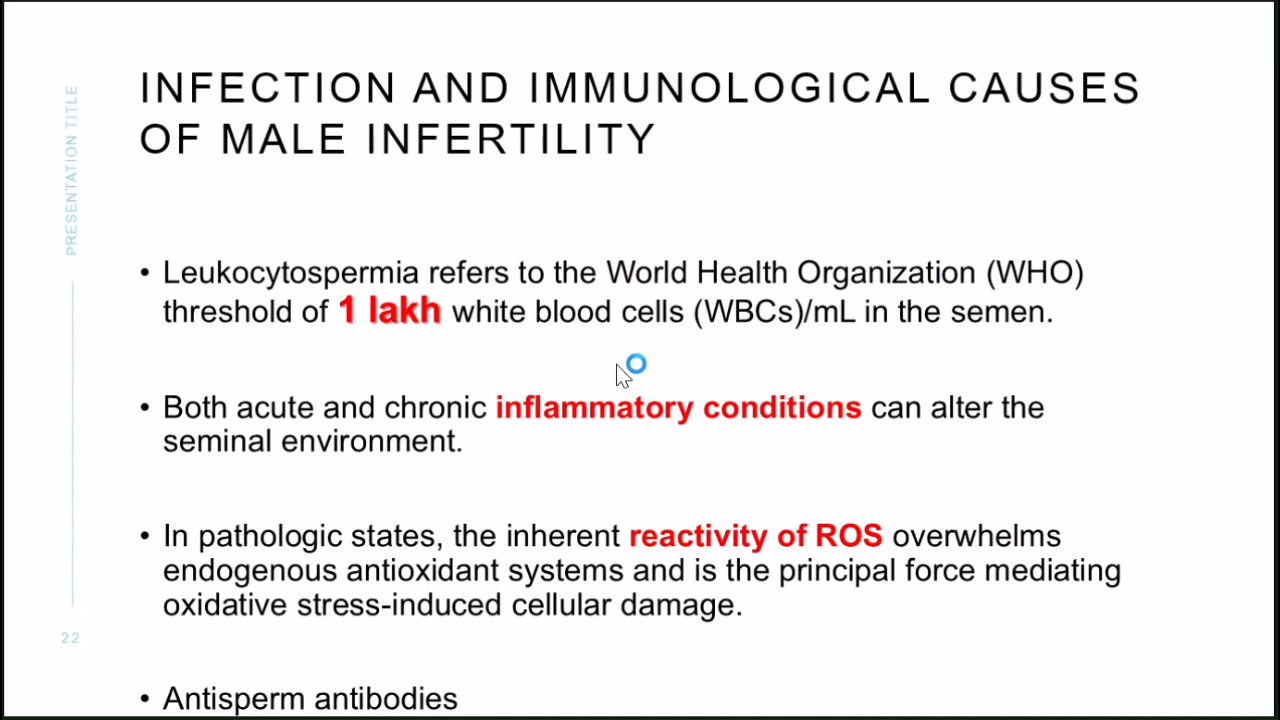 INFECTION AND IMMUNOLOGICAL CAUSES
OF MALE INFERTILITY
PRESENTATION TITLE
• Leukocytospermia refers to the World Health Organization (WHO)
threshold of 1 lakh white blood cells (WBCs)/mL in the semen.
• Both acute and chronic inflammatory conditions can alter the
seminal environment.
• In pathologic states, the inherent reactivity of ROS overwhelms
endogenous antioxidant systems and is the principal force mediating
oxidative stress-induced cellular damage.
22
• Antisperm antibodies